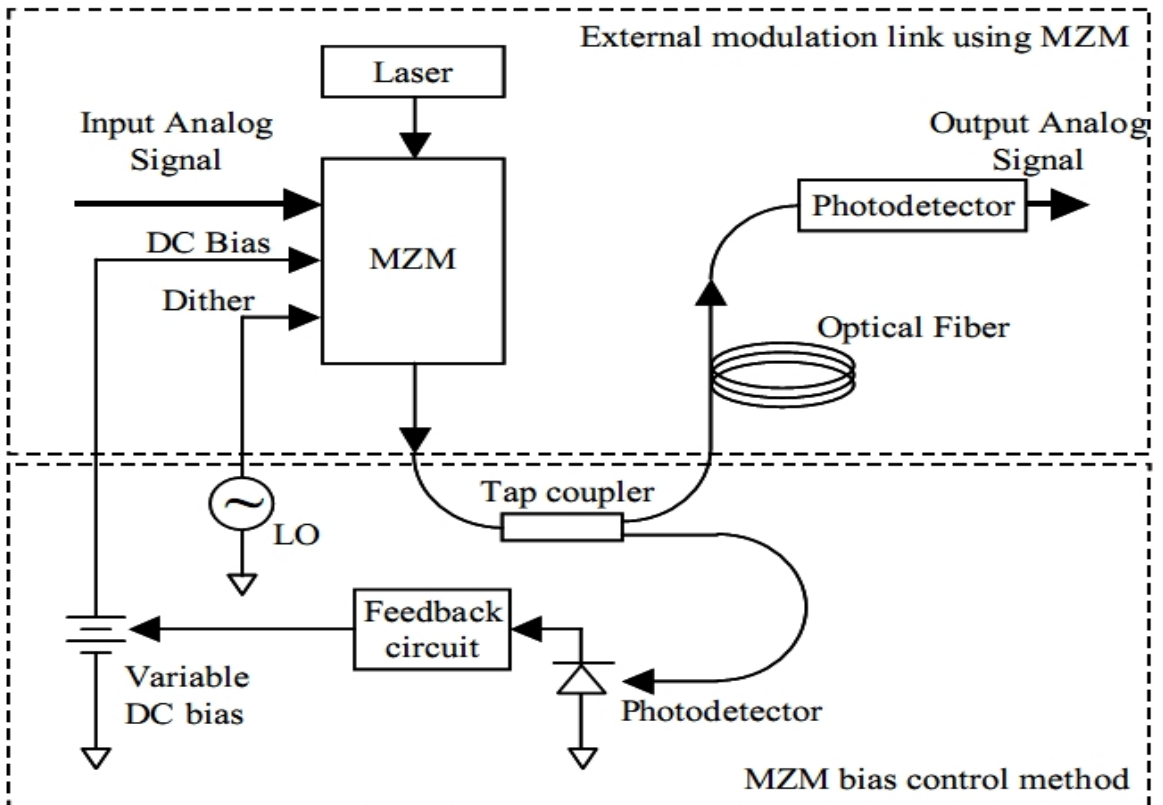 External modulation link using MZM
Laser
Input Analog
Signal
Output Analog
Signal
Photodetector
DC Bias
MZM
Dither
Optical Fiber
Tap coupler
LO
Feedback
circuit
Variable
DC bias
Photodetector
MZM bias control method